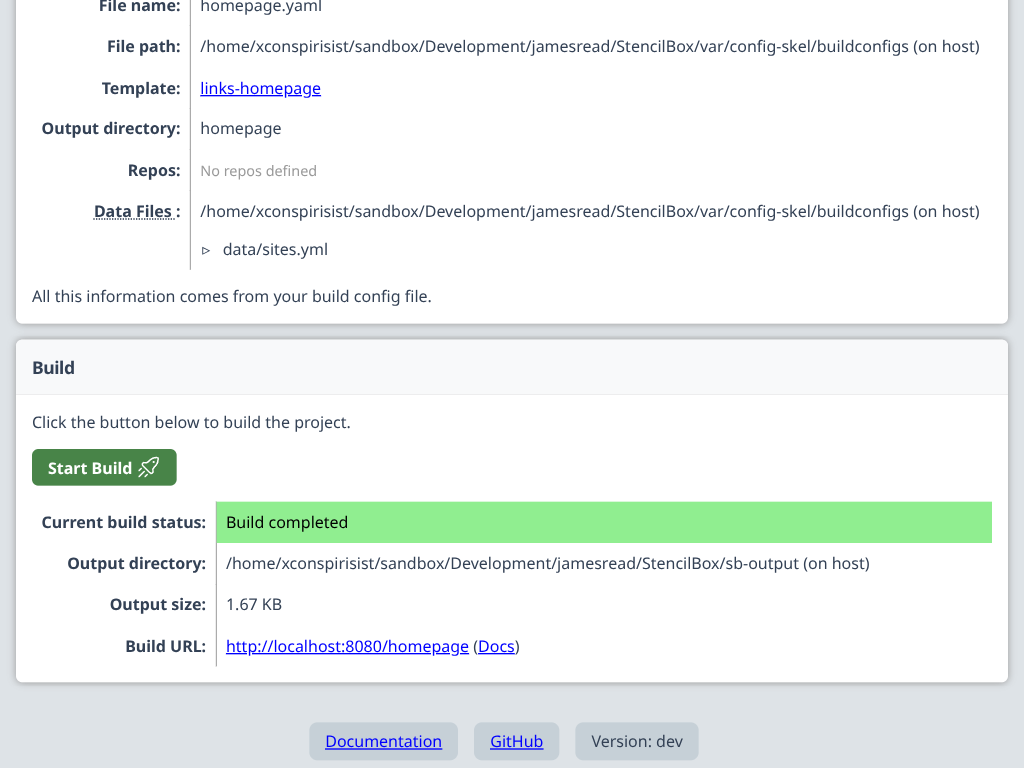 File name: homepage.yaml
File path: /home/xconspirisist/sandbox/Development/jamesread/StencilBox/var/config-skel/buildconfigs (on host)
Template: links-homepage
Output directory: homepage
Repos: No repos defined
Data Files : /home/xconspirisist/sandbox/Development/jamesread/StencilBox/var/config-skel/buildconfigs (on host)
▹ data/sites.yml
All this information comes from your build config file.
Build
Click the button below to build the project.
Start Build
Current build status: Build completed
Output directory: /home/xconspirisist/sandbox/Development/jamesread/StencilBox/sb-output (on host)
Output size: 1.67 KB
Build URL: http://localhost:8080/homepage (Docs)
Documentation GitHub Version: dev